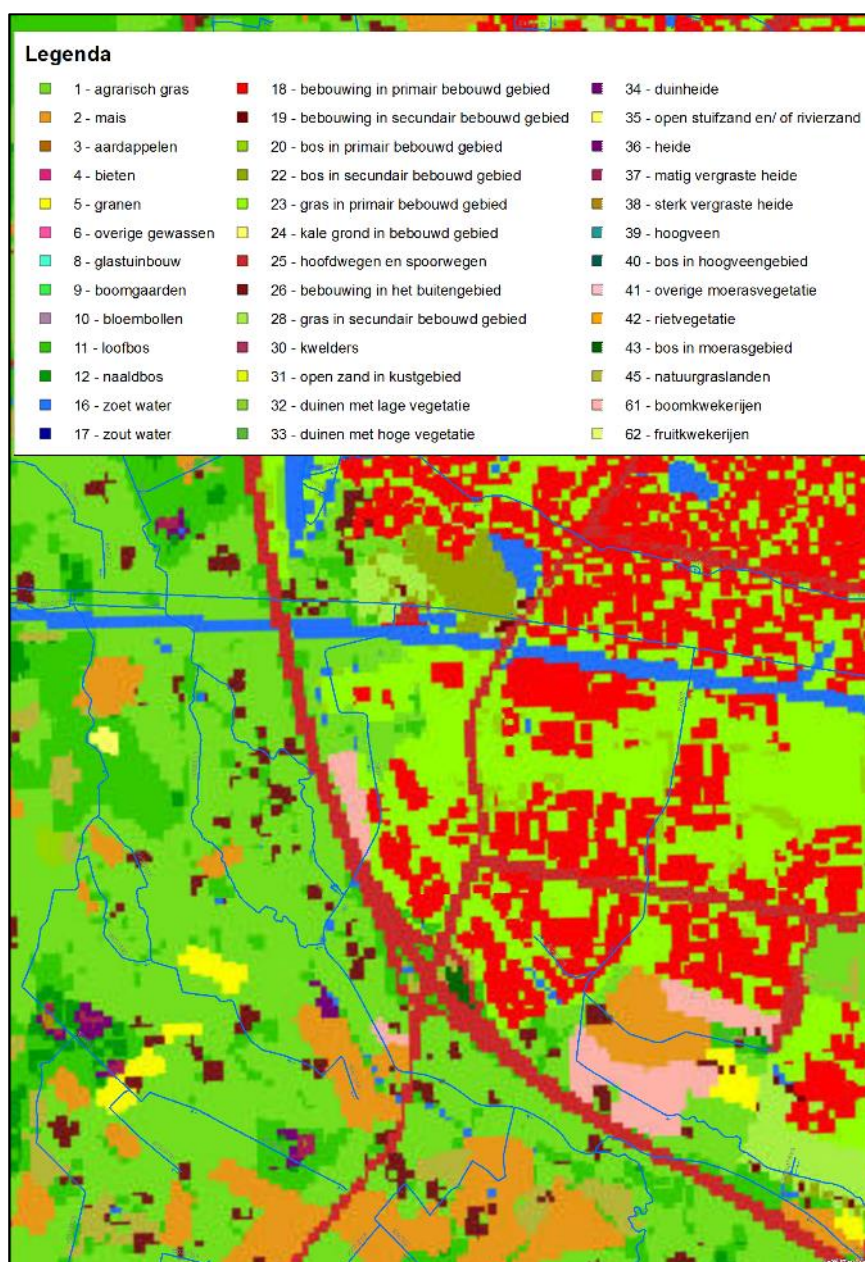 Legenda
1 - agrarisch gras
2 - mais
3 - aardappelen
4 - bieten
5 - granen
6 - overige gewassen
8 - glastuinbouw
9 - boomgaarden
10 - bloembollen
11 - loofbos
12 - naaldbos
16 - zoet water
17 - zout water
18 - bebouwing in primair bebouwd gebied
19 - bebouwing in secundair bebouwd gebied
20 - bos in primair bebouwd gebied
22 - bos in secundair bebouwd gebied
23 - gras in primair bebouwd gebied
24 - kale grond in bebouwd gebied
25 - hoofdwegen en spoorwegen
26 - bebouwing in het buitengebied
28 - gras in secundair bebouwd gebied
30 - kwelders
31 - open zand in kustgebied
32 - duinen met lage vegetatie
33 - duinen met hoge vegetatie
34 - duinheide
35 - open stuifzand en/ of rivierzand
36 - heide
37 - matig vergraste heide
38 - sterk vergraste heide
39 - hoogveen
40 - bos in hoogveengebied
41 - overige moerasvegetatie
42 - rietvegetatie
43 - bos in moerasgebied
45 - natuurgraslanden
61 - boomkwekerijen
62 - fruitkwekerijen